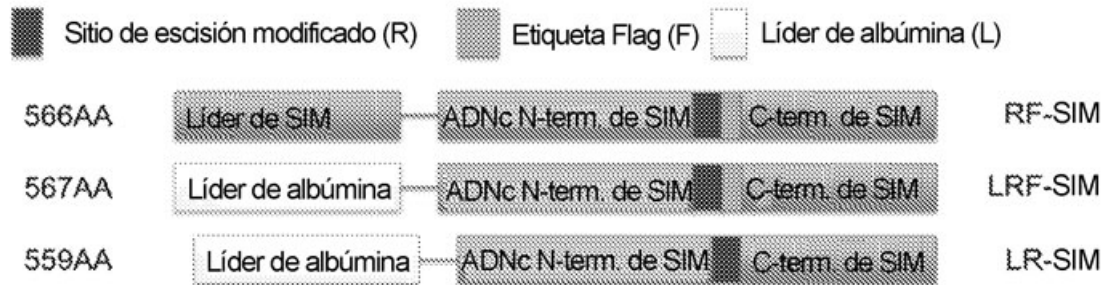 Sitio de escisión modificado (R) Etiqueta Flag (F) Líder de albúmina (L)
566AA Líder de SIM ADNc N-term. de SIM C-term. de SIM RF-SIM
567AA Líder de albúmina ADNc N-term. de SIM C-term. de SIM LRF-SIM
559AA Líder de albúmina ADNc N-term. de SIM C-term. de SIM LR-SIM